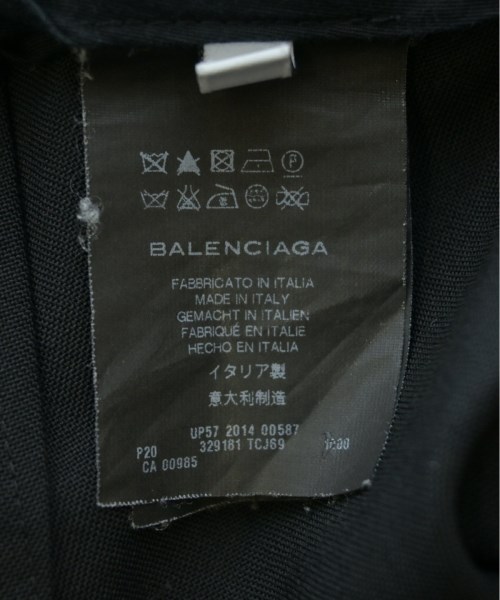 BALENCIAGA
FABBRICATO IN ITALIA
MADE IN ITALY
GEMACHT IN ITALIEN
FABRIQUÉ EN ITALIE
HECHO EN ITALIA
イタリア製
意大利制造
UP57 2014 00587
P20 329181 TCJ69 1000
CA 00985